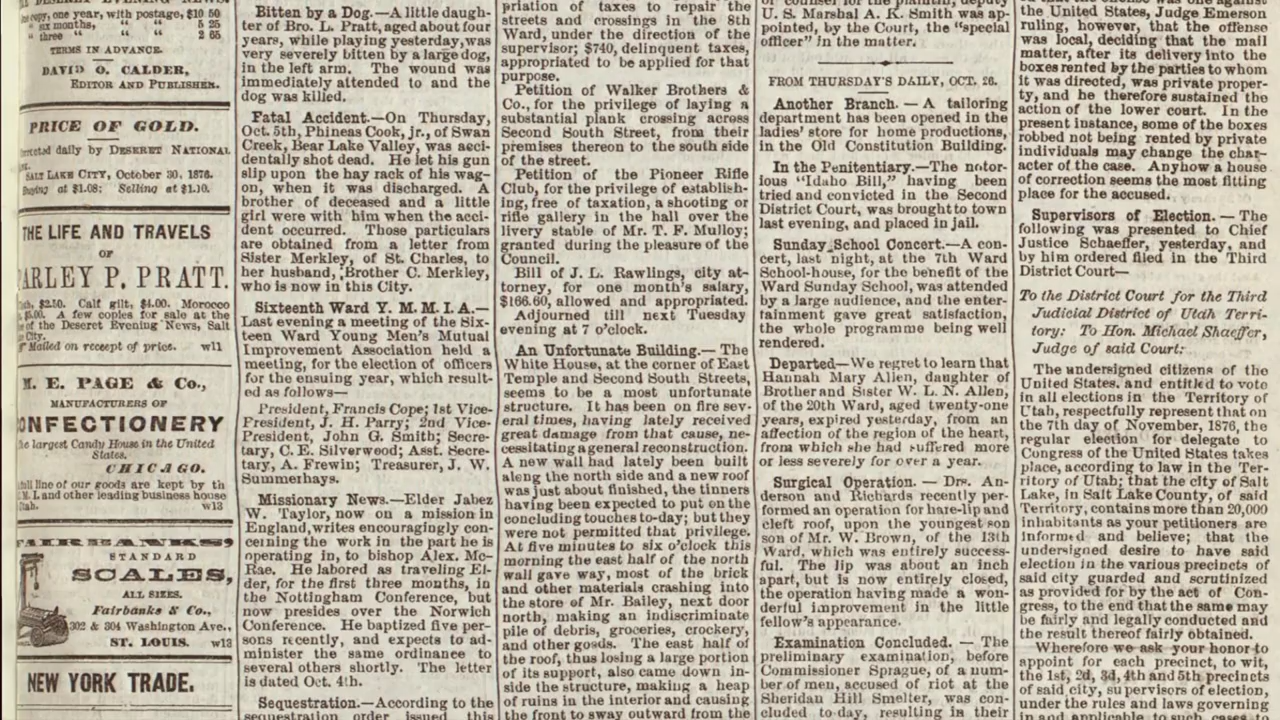 DESERET EVENING NEWS.
copy, one year, with postage, $10 50
" six months, " " 5 25
" three " " " 2 65
TERMS IN ADVANCE.
DAVID O. CALDER,
EDITOR AND PUBLISHER.
PRICE OF GOLD.
daily by DESERET NATIONAL
SALT LAKE CITY, October 30, 1876.
Buying at $1.08; Selling at $1.10.
THE LIFE AND TRAVELS
OF
ARLEY P. PRATT.
$2.50. Calf gilt, $4.00. Morocco
$5.00. A few copies for sale at the
of the Deseret Evening News, Salt
City.
Mailed on receipt of price. w11
M. E. PAGE & Co.,
MANUFACTURERS OF
ONFECTIONERY
largest Candy House in the United
States.
CHICAGO.
full line of our goods are kept by th
M. I. and other leading business house
Utah. w13
FAIRBANKS,
STANDARD
SCALES,
ALL SIZES.
Fairbanks & Co.,
302 & 304 Washington Ave.,
ST. LOUIS. w13
NEW YORK TRADE.
Bitten by a Dog.—A little daugh-
ter of Bro. L. Pratt, aged about four
years, while playing yesterday, was
very severely bitten by a large dog,
in the left arm. The wound was
immediately attended to and the
dog was killed.
Fatal Accident.—On Thursday,
Oct. 5th, Phineas Cook, Jr., of Swan
Creek, Bear Lake Valley, was acci-
dentally shot dead. He let his gun
slip upon the hay rack of his wag-
on, when it was discharged. A
brother of deceased and a little
girl were with him when the acci-
dent occurred. Those particulars
are obtained from a letter from
Sister Merkley, of St. Charles, to
her husband, Brother C. Merkley,
who is now in this City.
Sixteenth Ward Y. M. M. I. A.—
Last evening a meeting of the Six-
teen Ward Young Men's Mutual
Improvement Association held a
meeting, for the election of officers
for the ensuing year, which result-
ed as follows—
President, Francis Cope; 1st Vice-
President, J. H. Parry; 2nd Vice-
President, John G. Smith; Secre-
tary, C. E. Silverwood; Asst. Secre-
tary, A. Frewin; Treasurer, J. W.
Summerhays.
Missionary News.—Elder Jabez
W. Taylor, now on a mission in
England, writes encouragingly con-
cerning the work in the part he is
operating in, to bishop Alex. Mc-
Rae. He labored as traveling El-
der, for the first three months, in
the Nottingham Conference, but
now presides over the Norwich
Conference. He baptized five per-
sons recently, and expects to ad-
minister the same ordinance to
several others shortly. The letter
is dated Oct. 4th.
Sequestration.—According to the
sequestration order issued this
priation of taxes to repair the
streets and crossings in the 8th
Ward, under the direction of the
supervisor; $740, delinquent taxes,
appropriated to be applied for that
purpose.
Petition of Walker Brothers &
Co., for the privilege of laying a
substantial plank crossing across
Second South Street, from their
premises thereon to the south side
of the street.
Petition of the Pioneer Rifle
Club, for the privilege of establish-
ing, free of taxation, a shooting or
rifle gallery in the hall over the
livery stable of Mr. T. F. Mulloy;
granted during the pleasure of the
Council.
Bill of J. L. Rawlings, city at-
torney, for one month's salary,
$166.60, allowed and appropriated.
Adjourned till next Tuesday
evening at 7 o'clock.
An Unfortunate Building.— The
White House, at the corner of East
Temple and Second South Streets,
seems to be a most unfortunate
structure. It has been on fire sev-
eral times, having lately received
great damage from that cause, ne-
cessitating a general reconstruction.
A new wall had lately been built
along the north side and a new roof
was just about finished, the tinners
having been expected to put on the
concluding touches to-day; but they
were not permitted that privilege.
At five minutes to six o'clock this
morning the east half of the north
wall gave way, most of the brick
and other materials crashing into
the store of Mr. Bailey, next door
north, making an indiscriminate
pile of debris, groceries, crockery,
and other goods. The east half of
the roof, thus losing a large portion
of its support, also came down in-
side the structure, making a heap
of ruins in the interior and causing
the front to sway outward from the
of counsel for the plaintiff, deputy
U. S. Marshal A. K. Smith was ap-
pointed, by the Court, the "special
officer" in the matter.
FROM THURSDAY'S DAILY, OCT. 26.
Another Branch. — A tailoring
department has been opened in the
ladies' store for home productions,
in the Old Constitution Building.
In the Penitentiary.—The notor-
ious "Idaho Bill," having been
tried and convicted in the Second
District Court, was brought to town
last evening, and placed in jail.
Sunday School Concert.—A con-
cert, last night, at the 7th Ward
School-house, for the benefit of the
Ward Sunday School, was attended
by a large audience, and the enter-
tainment gave great satisfaction,
the whole programme being well
rendered.
Departed—We regret to learn that
Hannah Mary Allen, daughter of
Brother and Sister W. L. N. Allen,
of the 20th Ward, aged twenty-one
years, expired yesterday, from an
affection of the region of the heart,
from which she had suffered more
or less severely for over a year.
Surgical Operation. — Drs. An-
derson and Richards recently per-
formed an operation for hare-lip and
cleft roof, upon the youngest son
son of Mr. W. Brown, of the 13th
Ward, which was entirely success-
ful. The lip was about an inch
apart, but is now entirely closed,
the operation having made a won-
derful improvement in the little
fellow's appearance.
Examination Concluded. — The
preliminary examination, before
Commissioner Sprague, of a num-
ber of men, accused of riot at the
Sheridan Hill Smelter, was con-
cluded to-day, resulting in their
that the offense was one against
the United States, Judge Emerson
ruling, however, that the offense
was local, deciding that the mail
matter, after its delivery into the
boxes rented by the parties to whom
it was directed, was private proper-
ty, and he therefore sustained the
action of the lower court. In the
present instance, some of the boxes
robbed not being rented by private
individuals may change the char-
acter of the case. Anyhow a house
of correction seems the most fitting
place for the accused.
Supervisors of Election. — The
following was presented to Chief
Justice Schaeffer, yesterday, and
by him ordered filed in the Third
District Court—
To the District Court for the Third
Judicial District of Utah Terri-
tory: To Hon. Michael Shaeffer,
Judge of said Court:
The undersigned citizens of the
United States, and entitled to vote
in all elections in the Territory of
Utah, respectfully represent that on
the 7th day of November, 1876, the
regular election for delegate to
Congress of the United States takes
place, according to law in the Ter-
ritory of Utah; that the city of Salt
Lake, in Salt Lake County, of said
Territory, contains more than 20,000
inhabitants as your petitioners are
informed and believe; that the
undersigned desire to have said
election in the various precincts of
said city guarded and scrutinized
as provided for by the act of Con-
gress, to the end that the same may
be fairly and legally conducted and
the result thereof fairly obtained.
Wherefore we ask your honor to
appoint for each precinct, to wit,
the 1st, 2d, 3d, 4th and 5th precincts
of said city, supervisors of election,
under the rules and laws governing
in and applicable to such cases, to